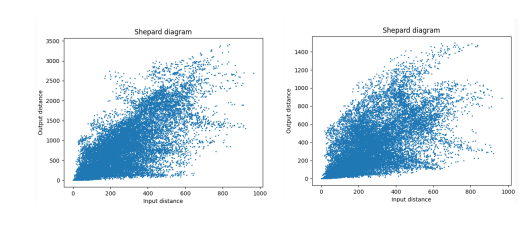 Shepard diagram
3500
3000
2500
2000
1500
1000
500
0
Output distance
0 200 400 600 800 1000
Input distance
Shepard diagram
1400
1200
1000
800
600
400
200
0
Output distance
0 200 400 600 800 1000
Input distance